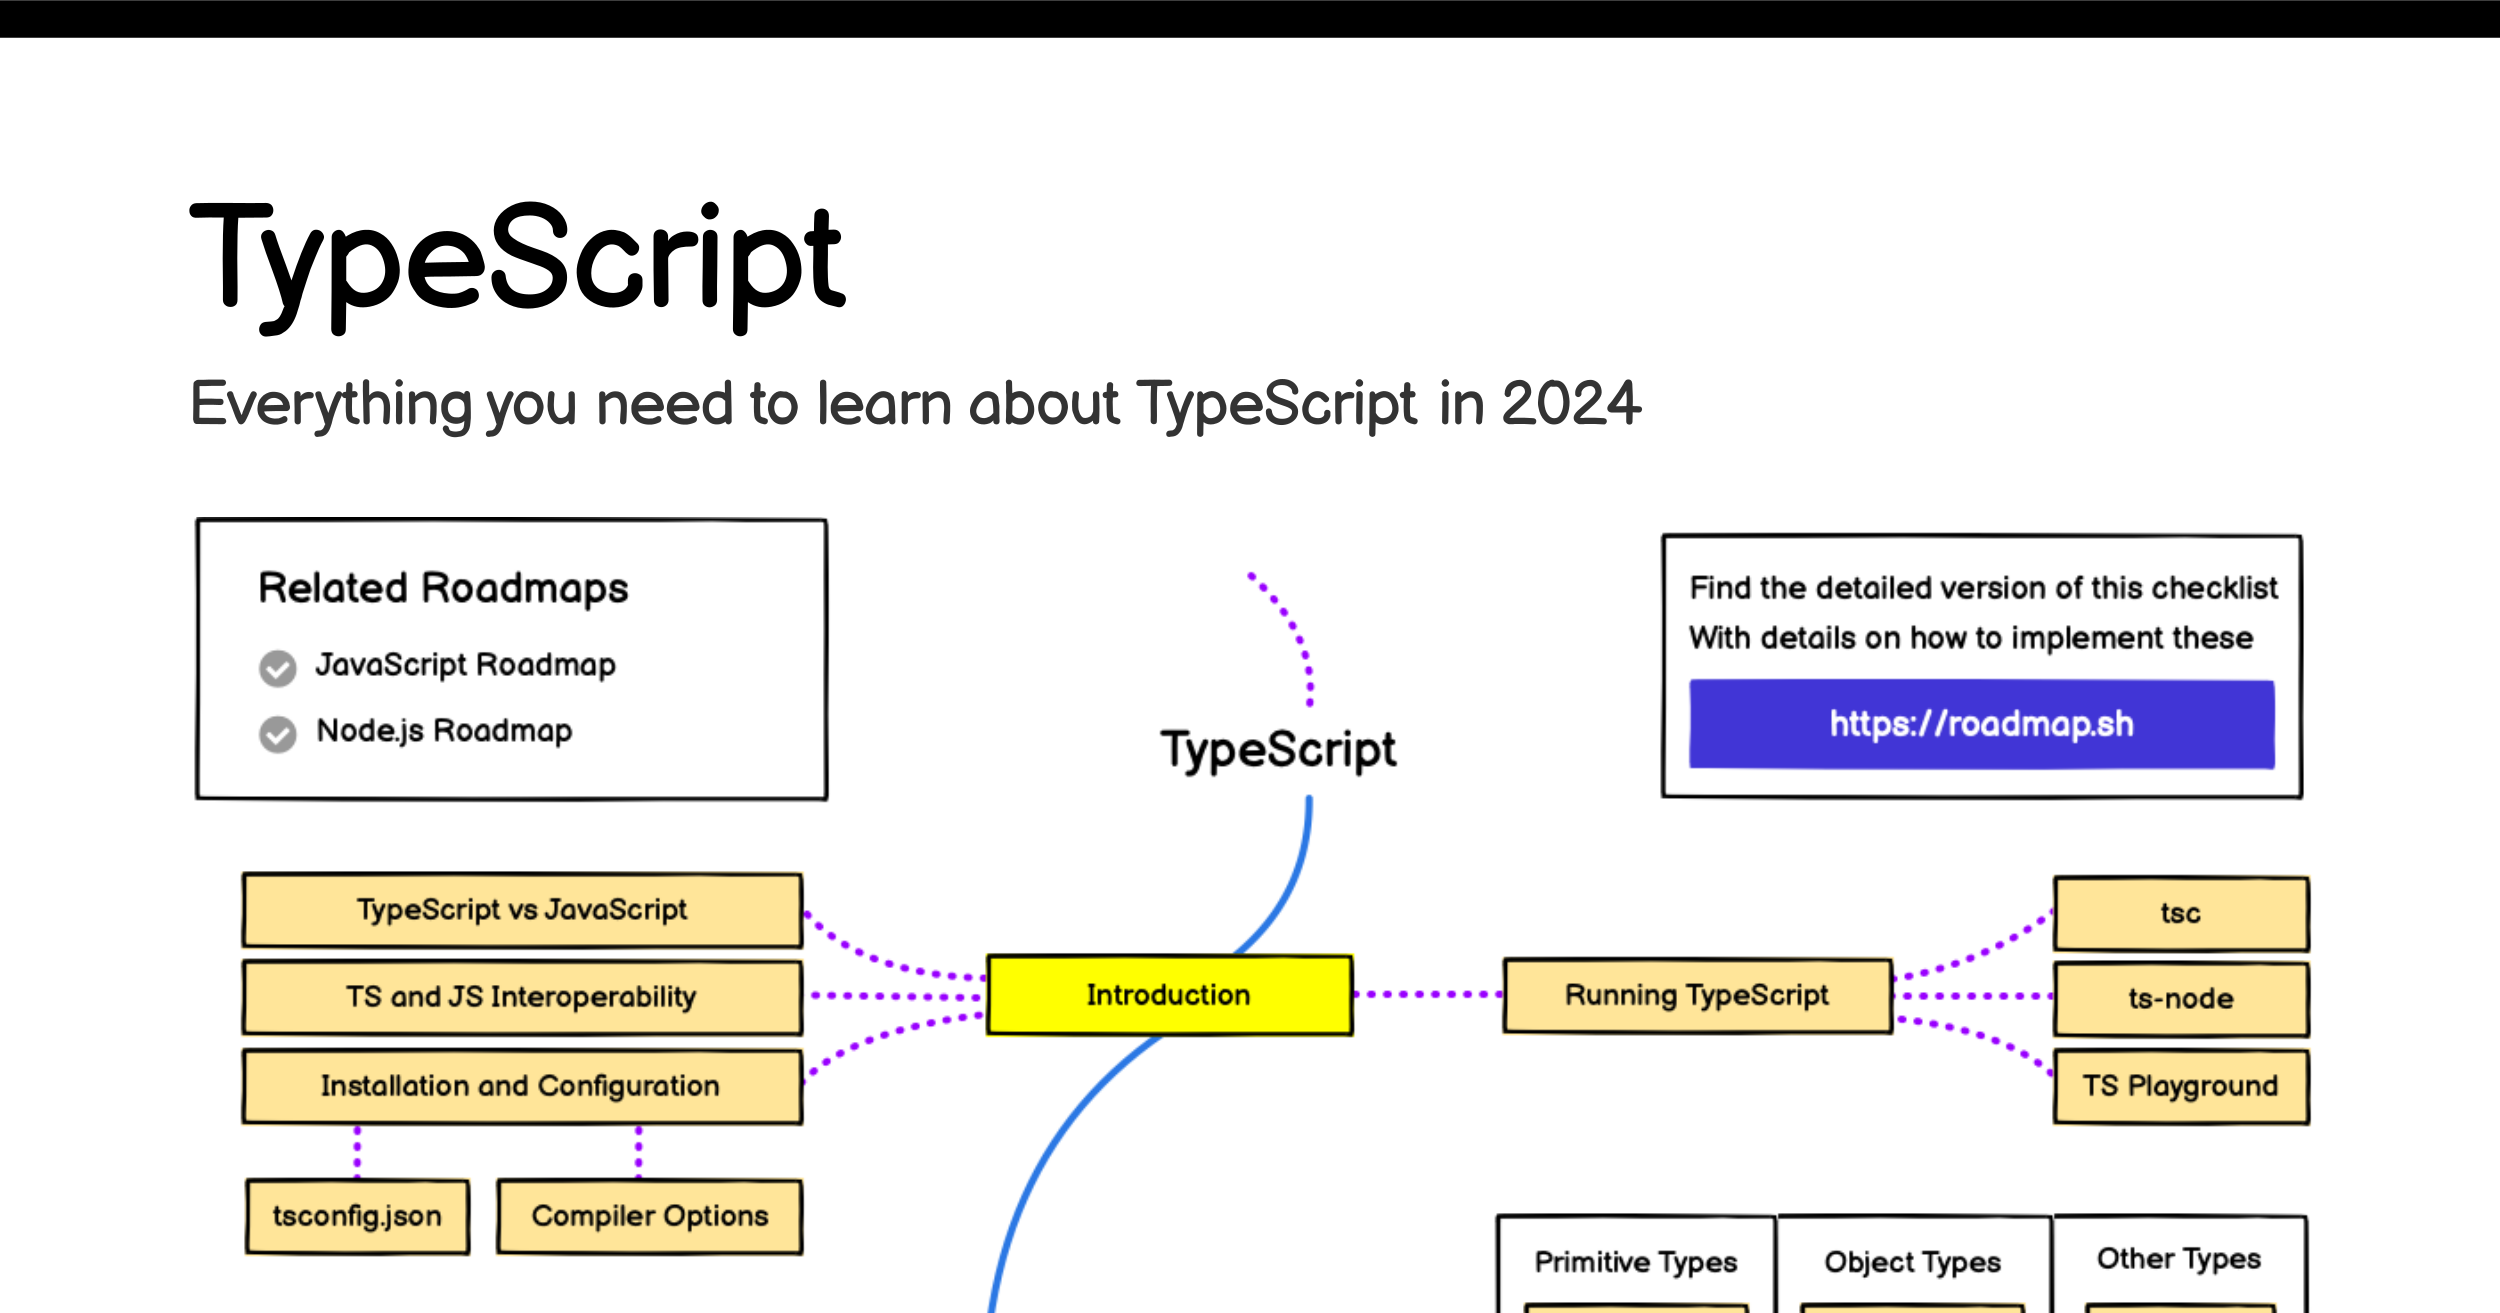 TypeScript
Everything you need to learn about TypeScript in 2024
Related Roadmaps
JavaScript Roadmap
Node.js Roadmap
Find the detailed version of this checklist
With details on how to implement these
https://roadmap.sh
TypeScript
TypeScript vs JavaScript
TS and JS Interoperability
Installation and Configuration
tsconfig.json
Compiler Options
Introduction
Running TypeScript
tsc
ts-node
TS Playground
Primitive Types
Object Types
Other Types